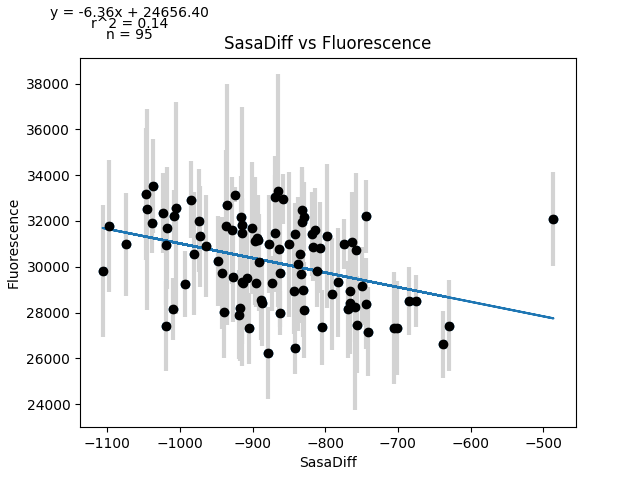 y = -6.36x + 24656.40
r^2 = 0.14
n = 95
SasaDiff vs Fluorescence
38000
36000
34000
32000
30000
28000
26000
24000
Fluorescence
−1100 −1000 −900 −800 −700 −600 −500
SasaDiff